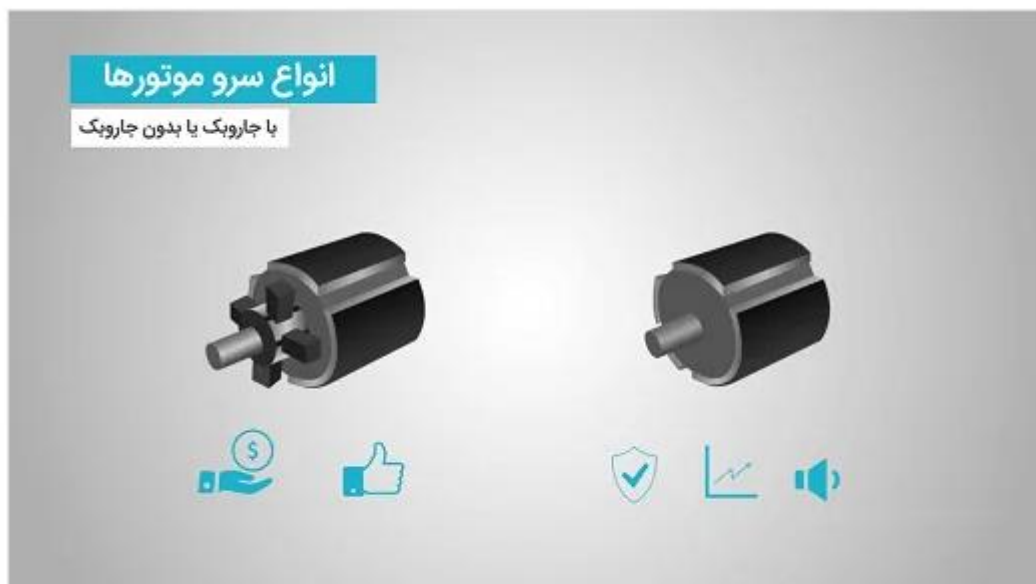 انواع سرو موتورها
با جاروبک یا بدون جاروبک
$